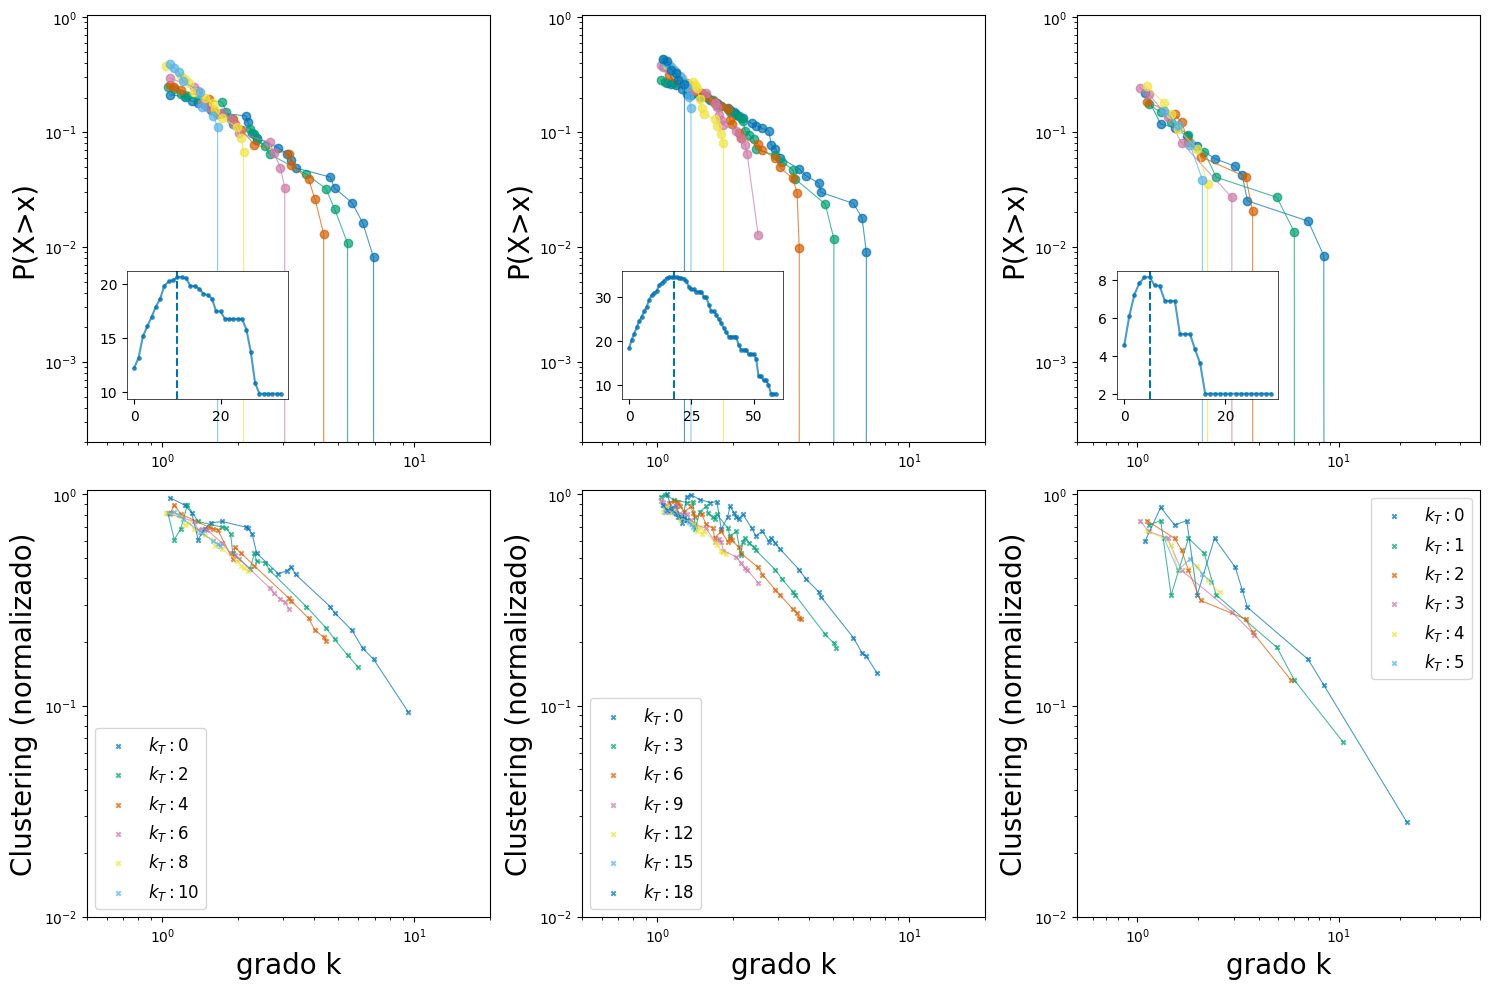 P(X>x)
10⁰
10⁻¹
10⁻²
10⁻³
20
15
10
0 20
10⁰ 10¹
P(X>x)
10⁰
10⁻¹
10⁻²
10⁻³
30
20
10
0 25 50
10⁰ 10¹
P(X>x)
10⁰
10⁻¹
10⁻²
10⁻³
8
6
4
2
0 20
10⁰ 10¹
Clustering (normalizado)
10⁰
10⁻¹
10⁻²
k_T : 0
k_T : 2
k_T : 4
k_T : 6
k_T : 8
k_T : 10
10⁰ 10¹
grado k
Clustering (normalizado)
10⁰
10⁻¹
10⁻²
k_T : 0
k_T : 3
k_T : 6
k_T : 9
k_T : 12
k_T : 15
k_T : 18
10⁰ 10¹
grado k
Clustering (normalizado)
10⁰
10⁻¹
10⁻²
k_T : 0
k_T : 1
k_T : 2
k_T : 3
k_T : 4
k_T : 5
10⁰ 10¹
grado k